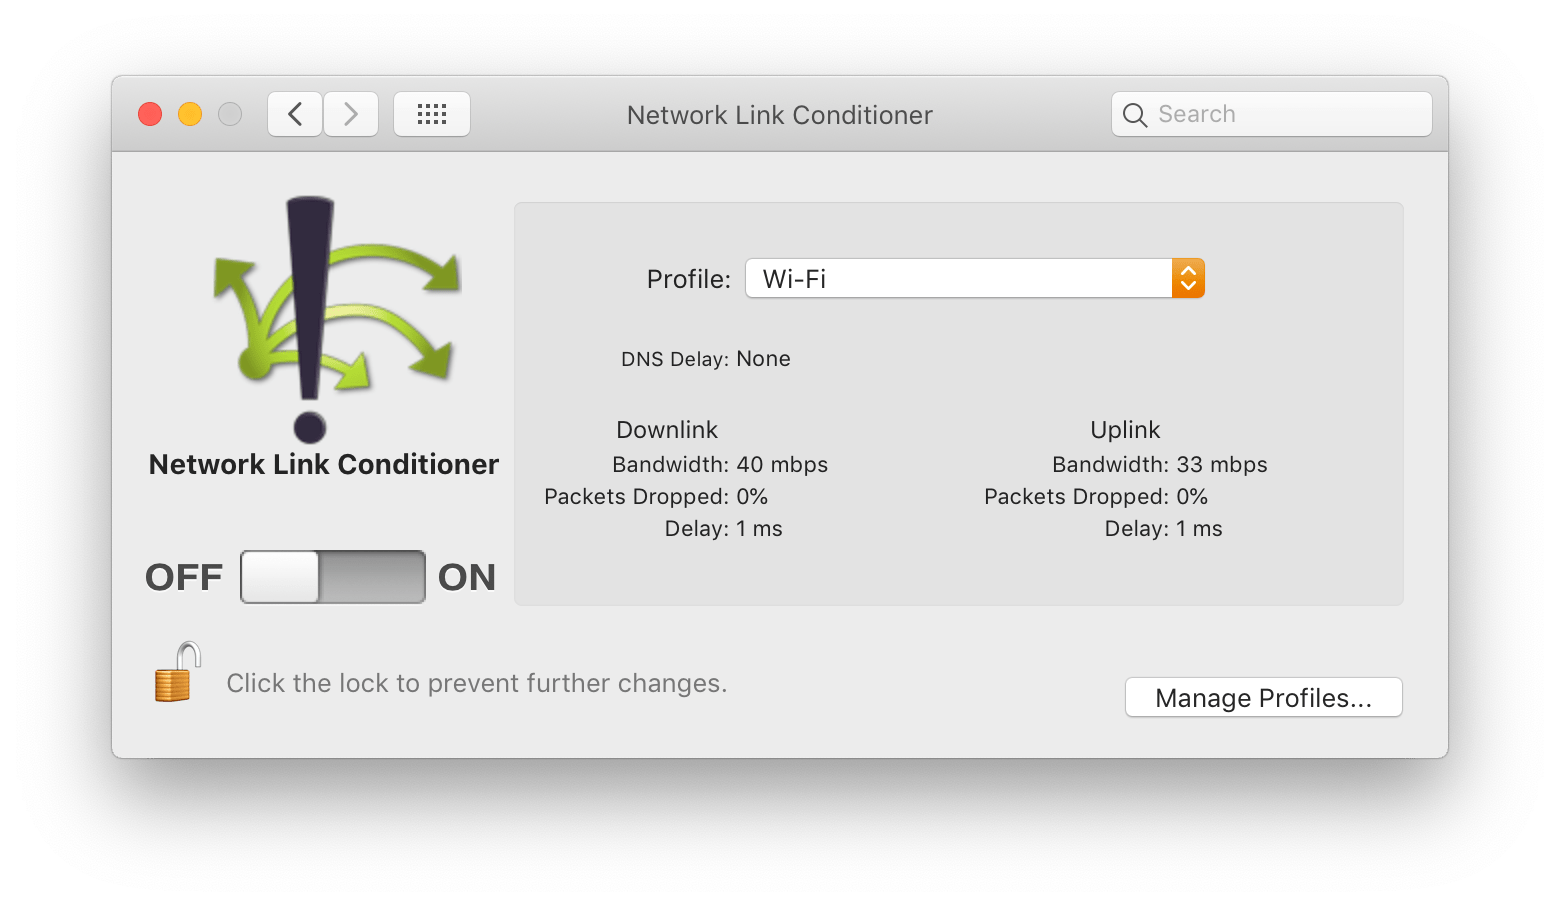 Network Link Conditioner
Search
Network Link Conditioner
OFF
ON
Profile: Wi-Fi
DNS Delay: None
Downlink
Bandwidth: 40 mbps
Packets Dropped: 0%
Delay: 1 ms
Uplink
Bandwidth: 33 mbps
Packets Dropped: 0%
Delay: 1 ms
Click the lock to prevent further changes.
Manage Profiles...